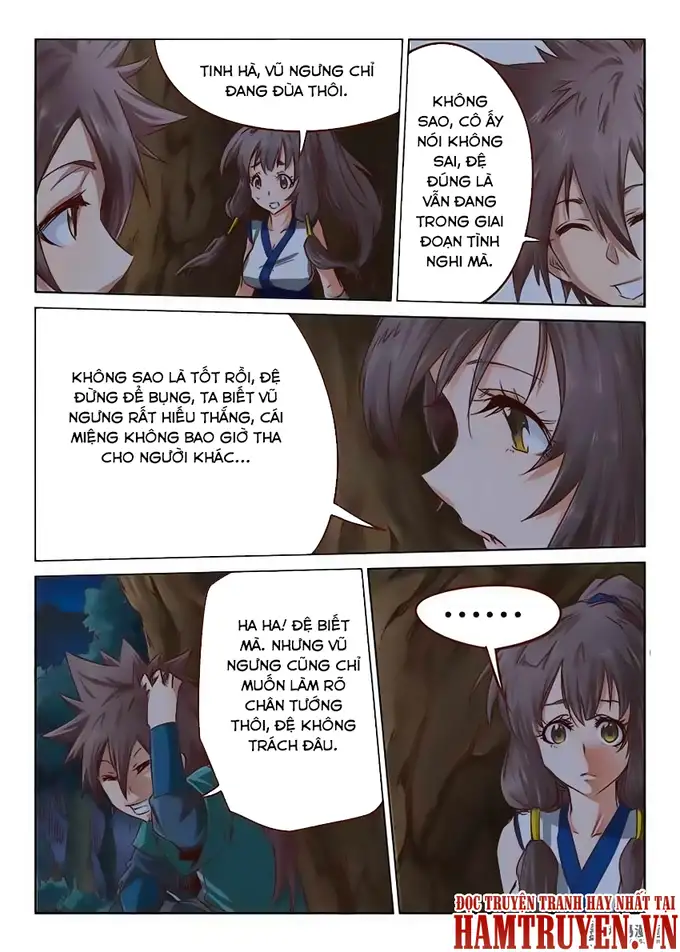 TINH HÀ, VŨ NGƯNG CHỈ
ĐANG ĐÙA THÔI.
KHÔNG
SAO, CÔ ẤY
NÓI KHÔNG
SAI, ĐỆ
ĐÚNG LÀ
VẪN ĐANG
TRONG GIAI
ĐOẠN TÌNH
NGHI MÀ.
KHÔNG SAO LÀ TỐT RỒI, ĐỆ
ĐỪNG ĐỂ BỤNG, TA BIẾT VŨ
NGƯNG RẤT HIẾU THẮNG, CÁI
MIỆNG KHÔNG BAO GIỜ THA
CHO NGƯỜI KHÁC...
HA HA! ĐỆ BIẾT
MÀ. NHƯNG VŨ
NGƯNG CŨNG CHỈ
MUỐN LÀM RÕ
CHÂN TƯỚNG
THÔI, ĐỆ KHÔNG
TRÁCH ĐÂU.
......
ĐỌC TRUYỆN TRANH HAY NHẤT TẠI
HAMTRUYEN.VN